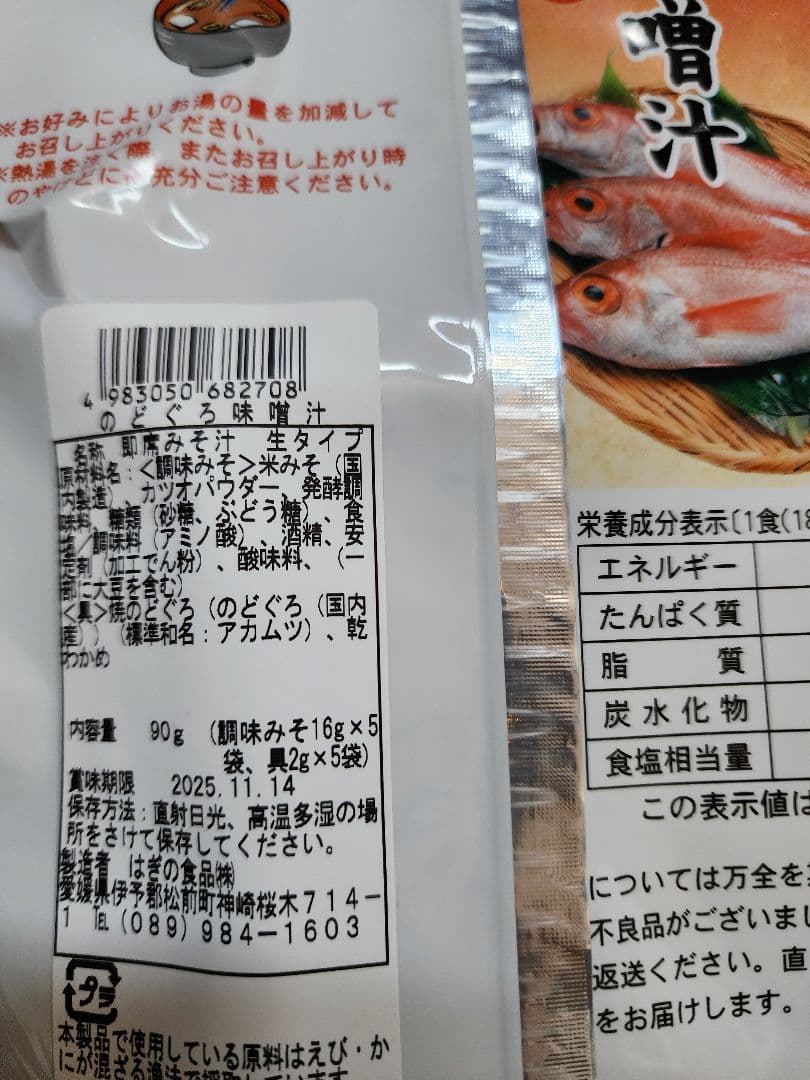 ※お好みによりお湯の量を加減して
お召し上がりください。
※熱湯を注ぐ際、またお召し上がり時
のやけどには充分ご注意ください。
4 983050 682708
のどぐろ味噌汁
名称 即席みそ汁 生タイプ
原材料名:<調味みそ>米みそ(国
内製造)、カツオパウダー、発酵調
味料、糖類(砂糖、ぶどう糖)、食
塩/調味料(アミノ酸)、酒精、安
定剤(加工でん粉)、酸味料、(一
部に大豆を含む)
<具>焼のどぐろ(のどぐろ(国内
産))(標準和名:アカムツ)、乾
わかめ
内容量 90g (調味みそ16g×5
袋、具2g×5袋)
賞味期限 2025.11.14
保存方法:直射日光、高温多湿の場
所をさけて保存してください。
製造者 はぎの食品㈱
愛媛県伊予郡松前町神崎桜木714-
1 ℡(089)984-1603
プラ
本製品で使用している原料はえび・か
にが混ざる漁法で採取しています
噌汁
栄養成分表示〔1食(18
エネルギー
たんぱく質
脂質
炭水化物
食塩相当量
この表示値は
については万全を
不良品がございまし
返送ください。直
をお届けします。